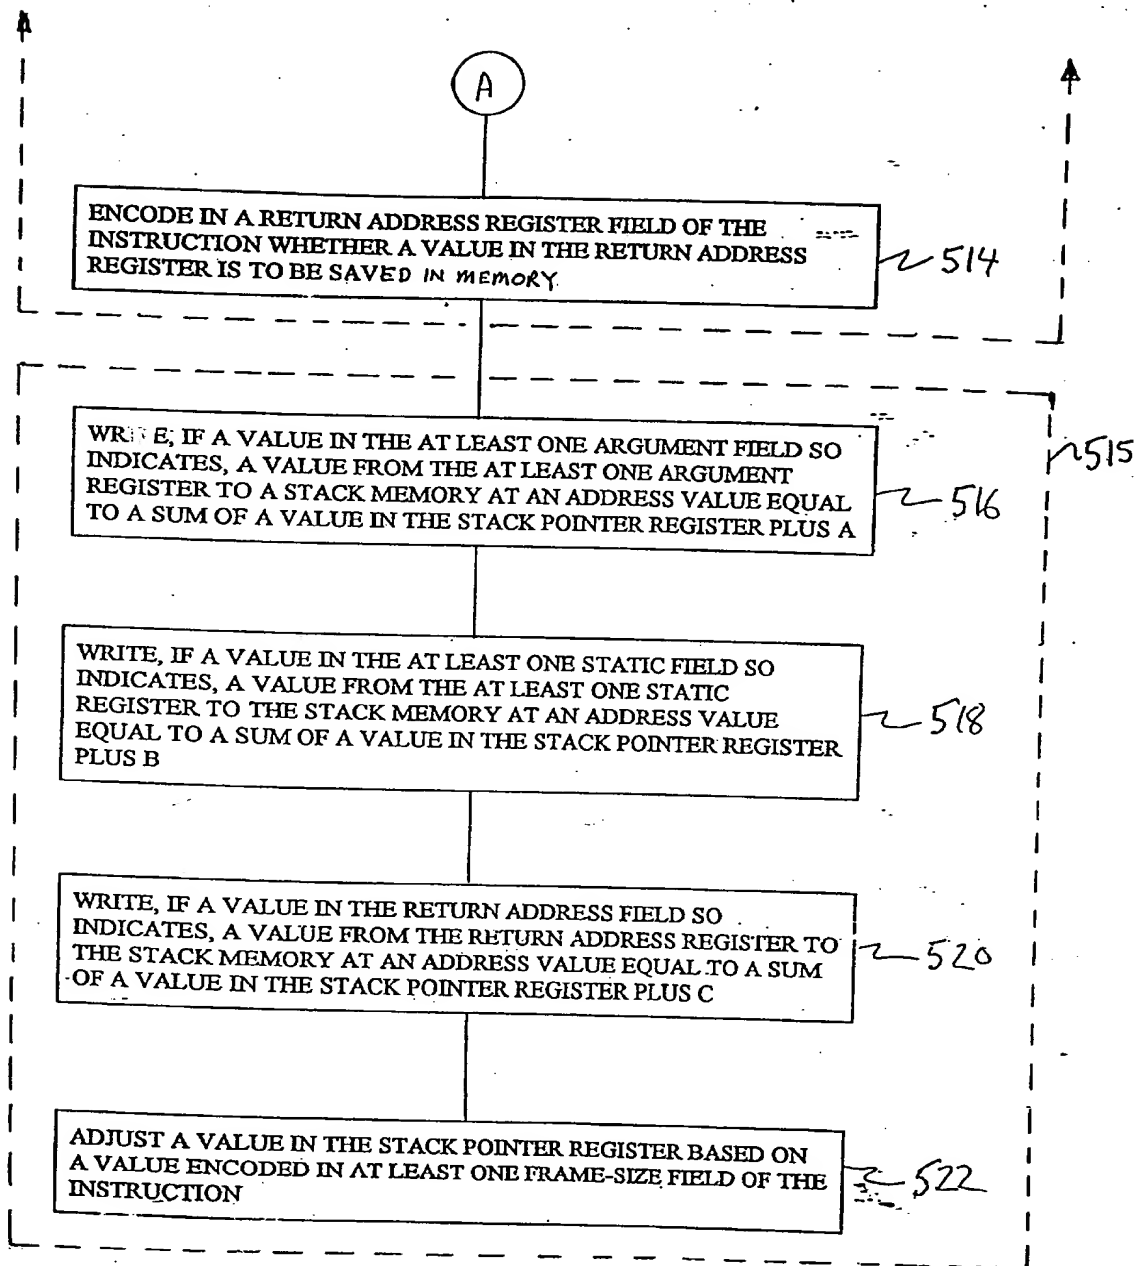 A
ENCODE IN A RETURN ADDRESS REGISTER FIELD OF THE
INSTRUCTION WHETHER A VALUE IN THE RETURN ADDRESS
REGISTER IS TO BE SAVED IN MEMORY
514
515
WRITE, IF A VALUE IN THE AT LEAST ONE ARGUMENT FIELD SO
INDICATES, A VALUE FROM THE AT LEAST ONE ARGUMENT
REGISTER TO A STACK MEMORY AT AN ADDRESS VALUE EQUAL
TO A SUM OF A VALUE IN THE STACK POINTER REGISTER PLUS A
516
WRITE, IF A VALUE IN THE AT LEAST ONE STATIC FIELD SO
INDICATES, A VALUE FROM THE AT LEAST ONE STATIC
REGISTER TO THE STACK MEMORY AT AN ADDRESS VALUE
EQUAL TO A SUM OF A VALUE IN THE STACK POINTER REGISTER
PLUS B
518
WRITE, IF A VALUE IN THE RETURN ADDRESS FIELD SO
INDICATES, A VALUE FROM THE RETURN ADDRESS REGISTER TO
THE STACK MEMORY AT AN ADDRESS VALUE EQUAL TO A SUM
OF A VALUE IN THE STACK POINTER REGISTER PLUS C
520
ADJUST A VALUE IN THE STACK POINTER REGISTER BASED ON
A VALUE ENCODED IN AT LEAST ONE FRAME-SIZE FIELD OF THE
INSTRUCTION
522